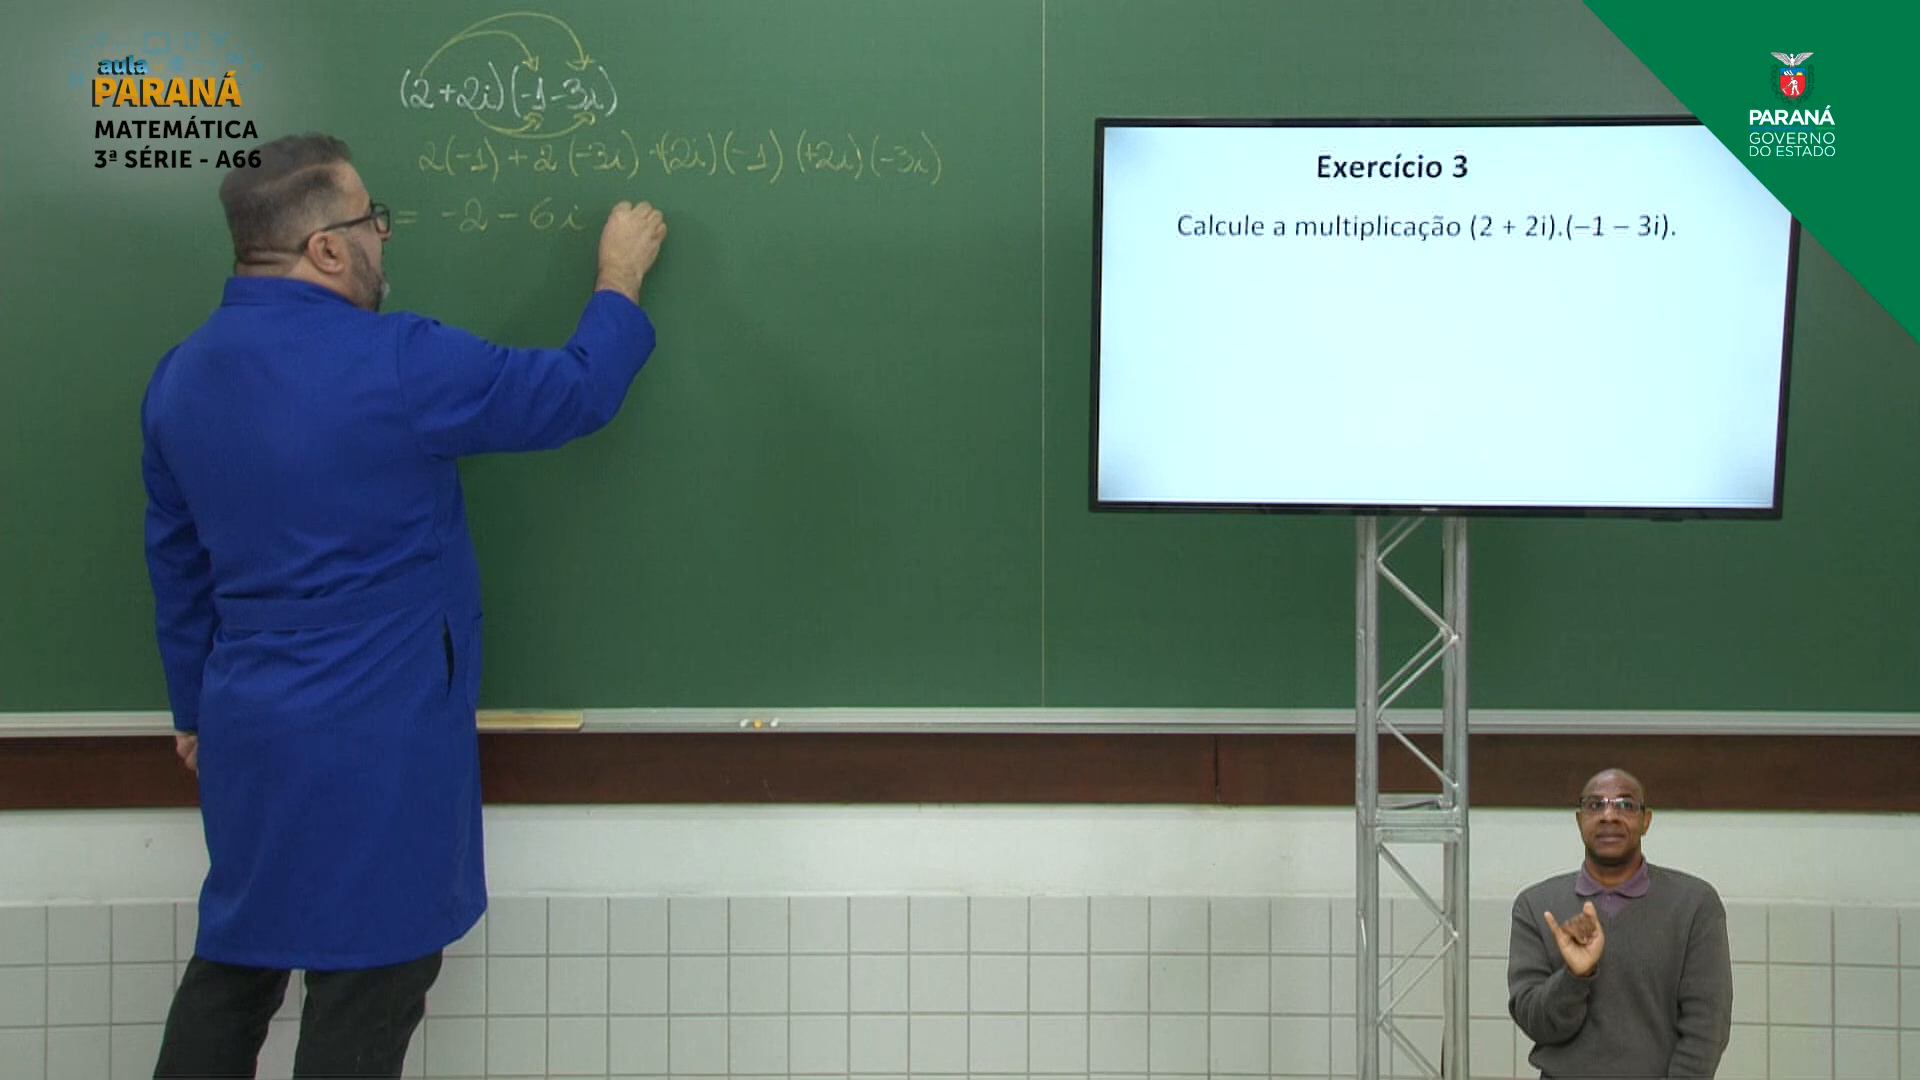 aula
PARANÁ
MATEMÁTICA
3ª SÉRIE - A66
(2+2i)(-1-3i)
2(-1)+2(-3i)+(2i)(-1)(+2i)(-3i)
= -2 - 6i
Exercício 3
Calcule a multiplicação (2 + 2i).(–1 – 3i).
PARANÁ
GOVERNO
DO ESTADO